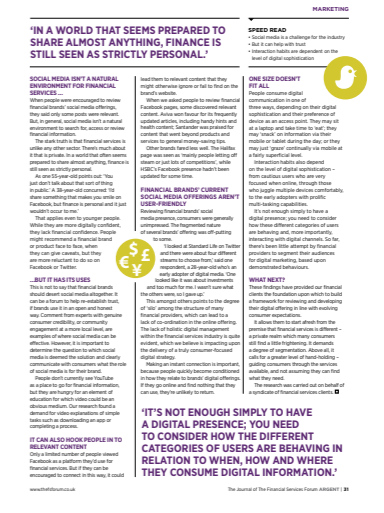 MARKETING
‘IN A WORLD THAT SEEMS PREPARED TO
SHARE ALMOST ANYTHING, FINANCE IS
STILL SEEN AS STRICTLY PERSONAL.’
SPEED READ
• Social media is a challenge for the industry
• But it can help with trust
• Interaction habits are dependent on the
level of digital sophistication
SOCIAL MEDIA ISN’T A NATURAL
ENVIRONMENT FOR FINANCIAL
SERVICES ...
When people were encouraged to review
financial brands’ social media offerings,
they said only some posts were relevant.
But, in general, social media isn’t a natural
environment to search for, access or review
financial information.
The stark truth is that financial services is
unlike any other sector. There’s much about
it that is private. In a world that often seems
prepared to share almost anything, finance is
still seen as strictly personal.
As one 55-year-old points out: ‘You
just don’t talk about that sort of thing
in public.’ A 38-year-old concurred: ‘I’d
share something that makes you smile on
Facebook, but finance is personal and it just
wouldn’t occur to me.’
That applies even to younger people.
While they are more digitally confident,
they lack financial confidence. People
might recommend a financial brand
or product face to face, when
they can give caveats, but they
are more reluctant to do so on
Facebook or Twitter.
...BUT IT HAS ITS USES
This is not to say that financial brands
should desert social media altogether. It
can be a forum to help re-establish trust,
if brands use it in an open and honest
way. Comment from experts with genuine
consumer credibility, or community
engagement at a more local level, are
examples of where social media can be
effective. However, it is important to
determine the question to which social
media is deemed the solution and clearly
communicate with consumers what the role
of social media is for their brand.
People don’t currently see YouTube
as a place to go for financial information,
but they are hungry for an element of
education for which video could be an
obvious medium. Our research found a
demand for video explanations of simple
tasks such as downloading an app or
completing a process.
IT CAN ALSO HOOK PEOPLE IN TO
RELEVANT CONTENT
Only a limited number of people viewed
Facebook as a platform they’d use for
financial services. But if they can be
encouraged to connect in this way, it could
lead them to relevant content that they
might otherwise ignore or fail to find on the
brand’s website.
When we asked people to review financial
Facebook pages, some discovered relevant
content. Aviva won favour for its frequently
updated articles, including handy hints and
health content; Santander was praised for
content that went beyond products and
services to general money-saving tips.
Other brands fared less well. The Halifax
page was seen as ‘mainly people letting off
steam or just lots of competitions’, while
HSBC’s Facebook presence hadn’t been
updated for some time.
FINANCIAL BRANDS’ CURRENT
SOCIAL MEDIA OFFERINGS AREN’T
USER-FRIENDLY
Reviewing financial brands’ social
media presence, consumers were generally
unimpressed. The fragmented nature
of several brands’ offering was off-putting
to some.
‘I looked at Standard Life on Twitter
and there were about four different
streams to choose from,’ said one
respondent, a 28-year-old who’s an
early adopter of digital media. ‘One
looked like it was about investments
and too much for me. I wasn’t sure what
the others were, so I gave up.’
This amongst others points to the degree
of ‘silo’ among the structure of many
financial providers, which can lead to a
lack of co-ordination in the online offering.
The lack of holistic digital management
within the financial services industry is quite
evident, which we believe is impacting upon
the delivery of a truly consumer-focused
digital strategy.
Making an instant connection is important,
because people quickly become conditioned
in how they relate to brands’ digital offerings.
If they go online and find nothing that they
can use, they’re unlikely to return.
ONE SIZE DOESN’T
FIT ALL
People consume digital
communication in one of
three ways, depending on their digital
sophistication and their preference of
device as an access point. They may sit
at a laptop and take time to ‘eat’; they
may ‘snack’ on information via their
mobile or tablet during the day; or they
may just ‘graze’ continually via mobile at
a fairly superficial level.
Interaction habits also depend
on the level of digital sophistication –
from cautious users who are very
focused when online, through those
who juggle multiple devices comfortably,
to the early adopters with prolific
multi-tasking capabilities.
It’s not enough simply to have a
digital presence; you need to consider
how these different categories of users
are behaving and, more importantly,
interacting with digital channels. So far,
there’s been little attempt by financial
providers to segment their audiences
for digital marketing, based upon
demonstrated behaviours.
WHAT NEXT?
These findings have provided our financial
clients the foundation upon which to build
a framework for reviewing and developing
their digital offering in line with evolving
consumer expectations.
It allows them to start afresh from the
premise that financial services is different –
a private realm which many consumers
still find a little frightening. It demands
a degree of segmentation. Above all, it
calls for a greater level of hand-holding –
guiding consumers through the services
available, and not assuming they can find
what they need.
The research was carried out on behalf of
a syndicate of financial services clients.
‘IT’S NOT ENOUGH SIMPLY TO HAVE
A DIGITAL PRESENCE; YOU NEED
TO CONSIDER HOW THE DIFFERENT
CATEGORIES OF USERS ARE BEHAVING IN
RELATION TO WHEN, HOW AND WHERE
THEY CONSUME DIGITAL INFORMATION.’
www.thefsforum.co.uk
The Journal of The Financial Services Forum ARGENT | 31